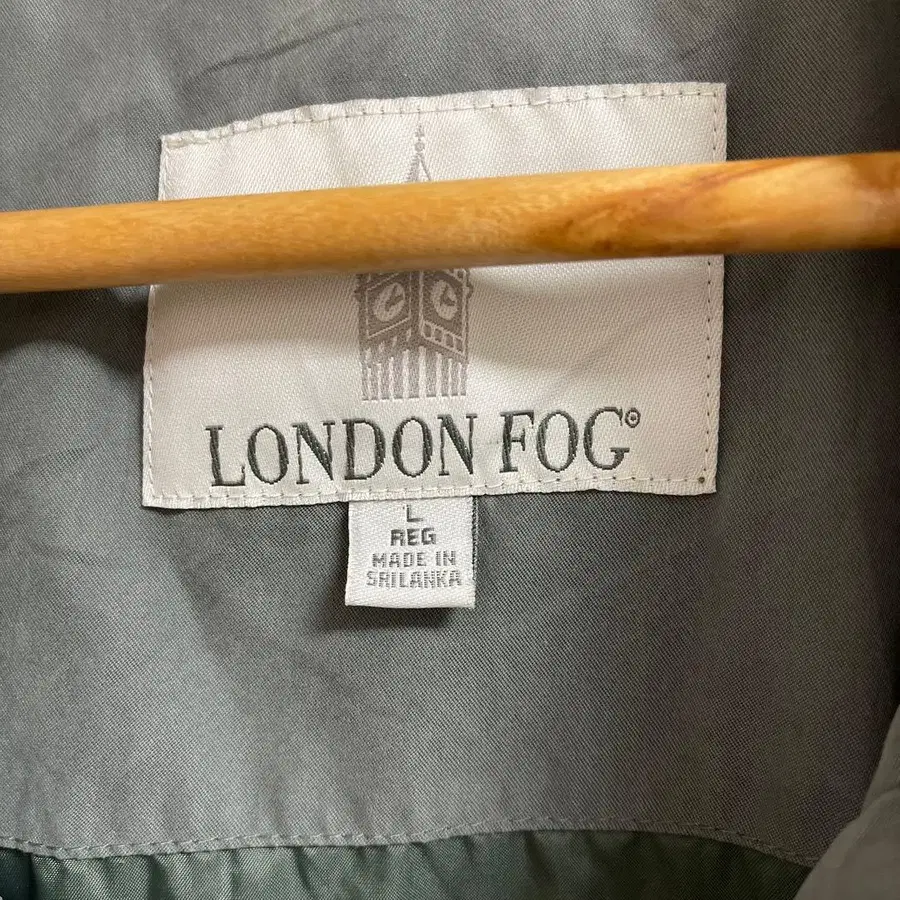 LONDON FOG®
L
REG
MADE IN
SRILANKA